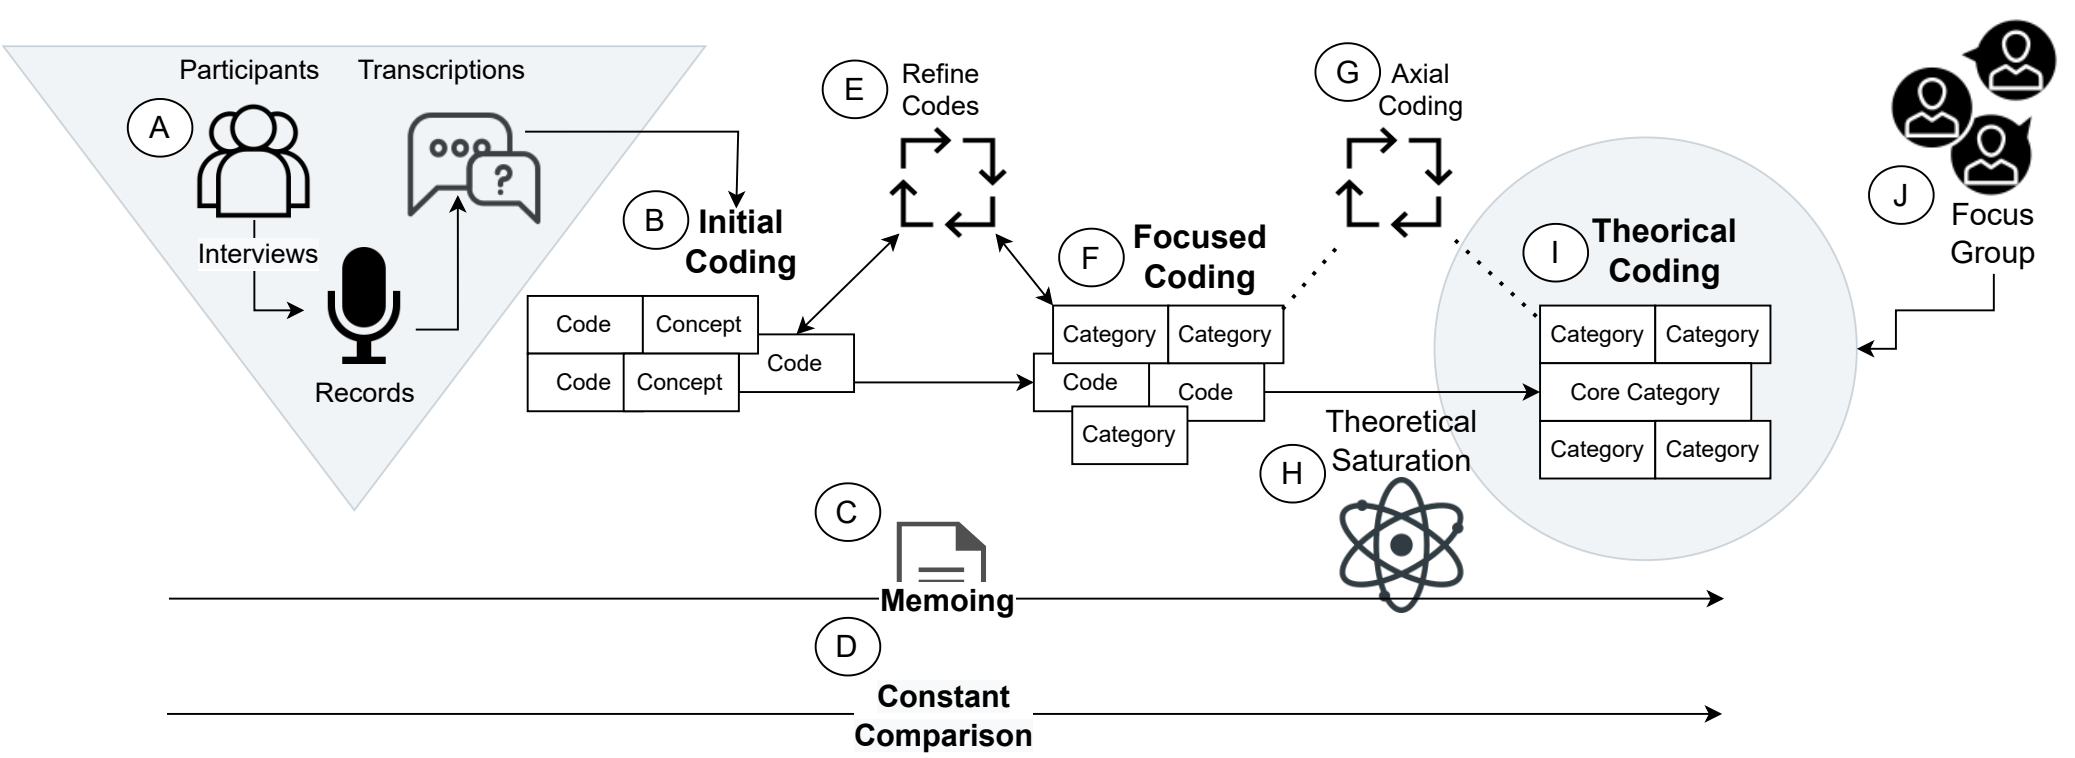 Participants
Transcriptions
A
?
Interviews
Records
B
Initial
Coding
Code
Concept
Code
Code
Concept
E
Refine
Codes
F
Focused
Coding
Category
Category
Code
Code
Category
G
Axial
Coding
H
Theoretical
Saturation
I
Theorical
Coding
Category
Category
Core Category
Category
Category
J
Focus
Group
C
Memoing
D
Constant
Comparison